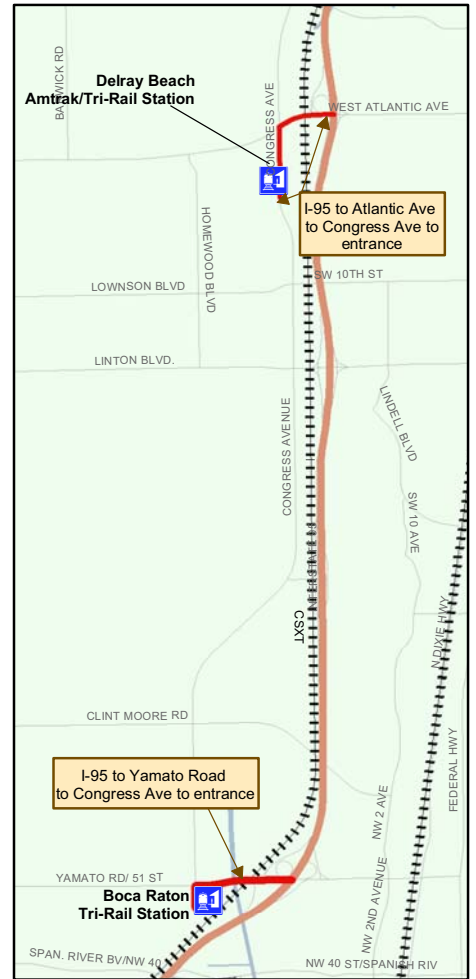 BARWICK RD
Delray Beach
Amtrak/Tri-Rail Station
CONGRESS AVE
WEST ATLANTIC AVE
I-95 to Atlantic Ave
to Congress Ave to
entrance
HOMEWOOD BLVD
SW 10TH ST
LOWNSON BLVD
LINTON BLVD.
LINDELL BLVD
CONGRESS AVENUE
SW 10 AVE
CSXT
N DIXIE HWY
CLINT MOORE RD
FEDERAL HWY
I-95 to Yamato Road
to Congress Ave to entrance
NW 2 AVE
YAMATO RD/ 51 ST
Boca Raton
Tri-Rail Station
NW 2ND AVENUE
SPAN. RIVER BV/NW 40
NW 40 ST/SPANISH RIV